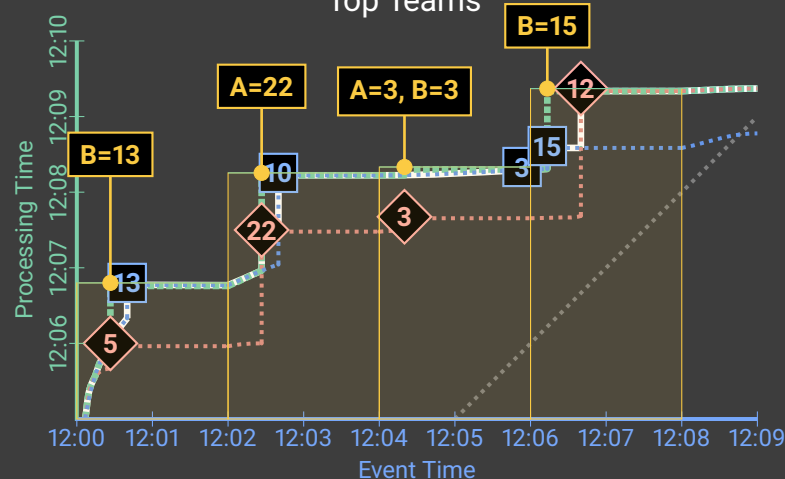 Top Teams
B=15
A=22
A=3, B=3
B=13
12
15
3
10
22
3
13
5
Processing Time
12:10
12:09
12:08
12:07
12:06
12:00 12:01 12:02 12:03 12:04 12:05 12:06 12:07 12:08 12:09
Event Time